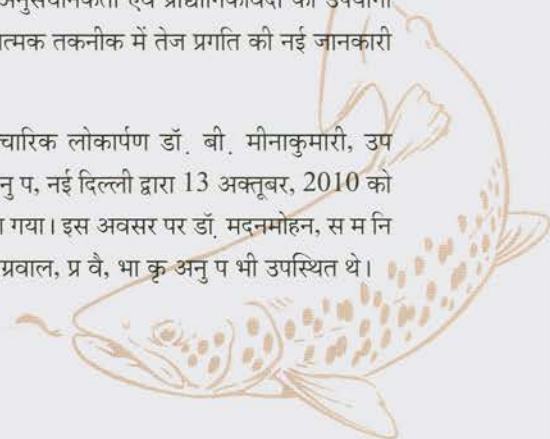 अनुसंधानकर्ता एवं प्रौद्योगिकीविदों को उपयोगी
त्मक तकनीक में तेज प्रगति की नई जानकारी
चारिक लोकार्पण डॉ. बी. मीनाकुमारी, उप
नु प, नई दिल्ली द्वारा 13 अक्तूबर, 2010 को
गया। इस अवसर पर डॉ. मदनमोहन, स म नि
ग्रवाल, प्र वै, भा कृ अनु प भी उपस्थित थे।